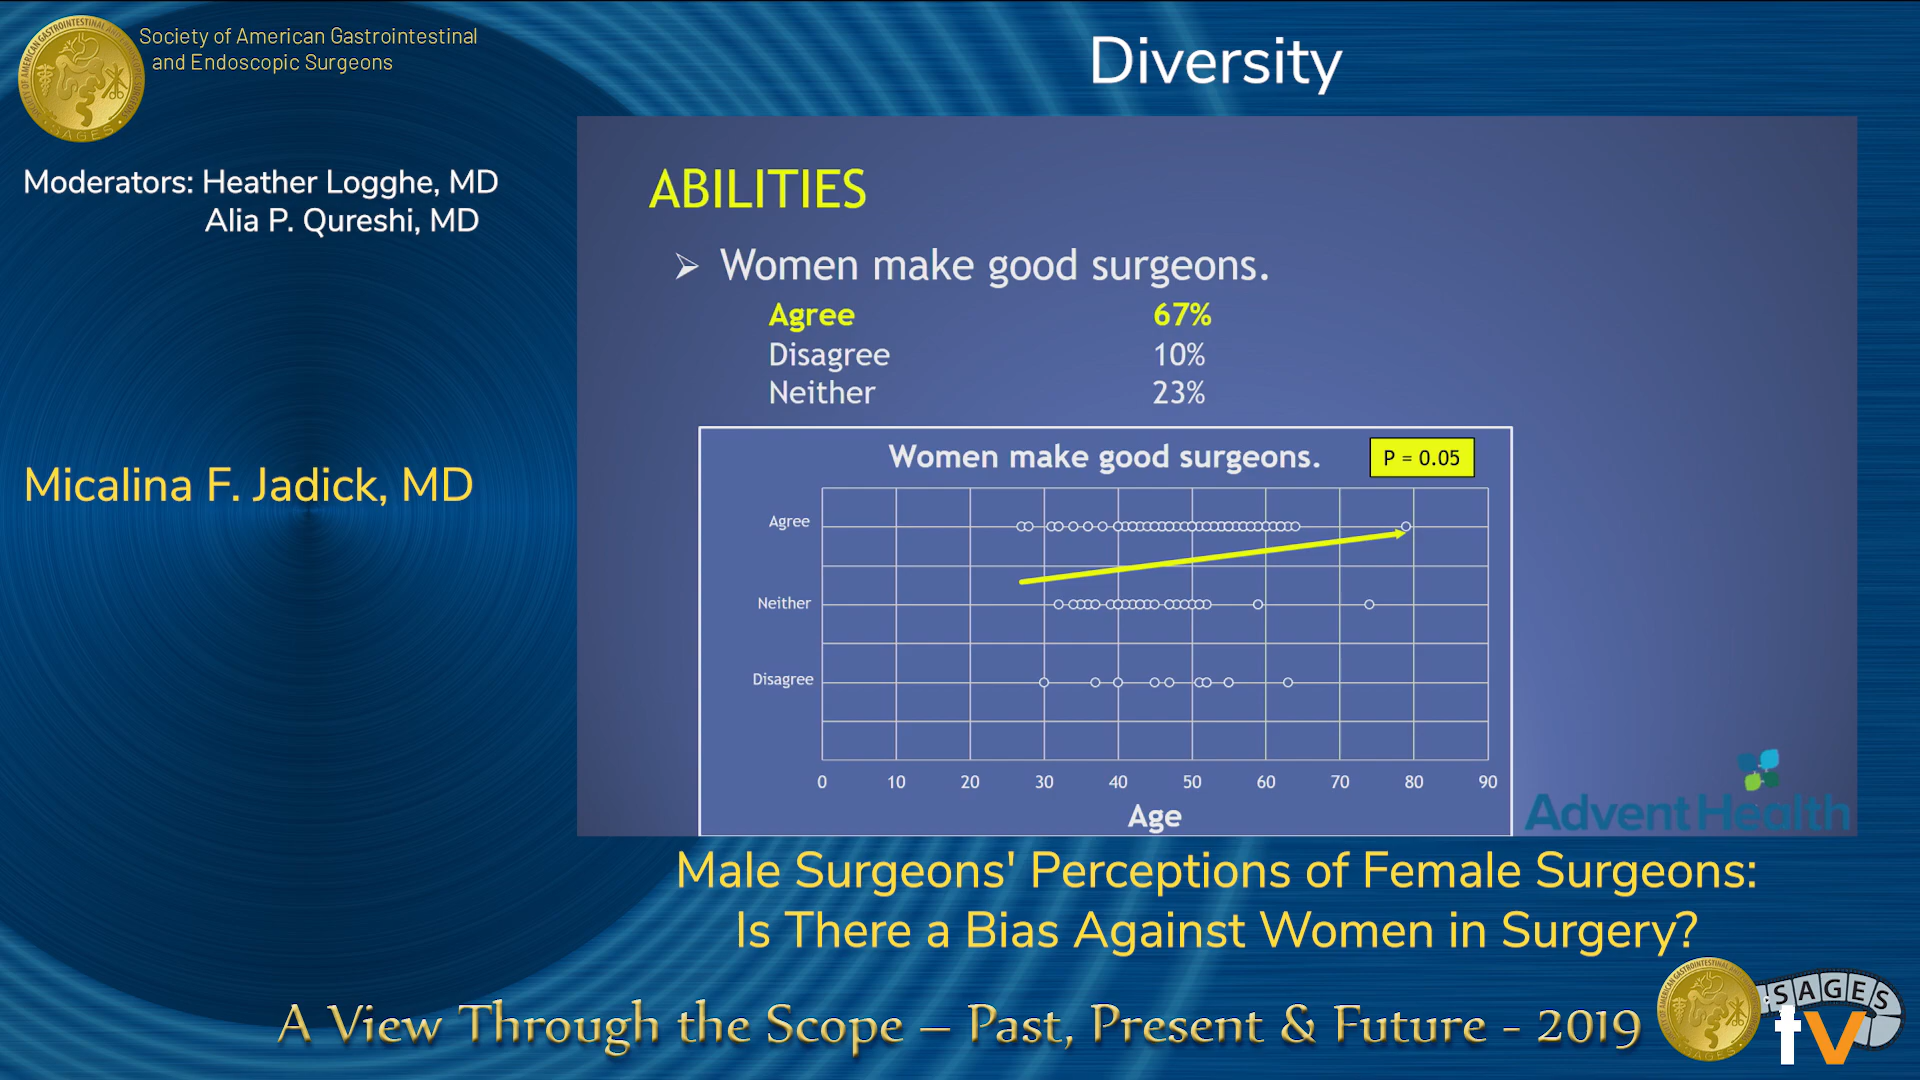 Society of American Gastrointestinal
and Endoscopic Surgeons
Diversity
Moderators: Heather Logghe, MD
Alia P. Qureshi, MD
Micalina F. Jadick, MD
ABILITIES
Women make good surgeons.
Agree 67%
Disagree 10%
Neither 23%
Women make good surgeons.
P = 0.05
Agree
Neither
Disagree
0 10 20 30 40 50 60 70 80 90
Age
AdventHealth
Male Surgeons' Perceptions of Female Surgeons:
Is There a Bias Against Women in Surgery?
A View Through the Scope – Past, Present & Future - 2019
SAGES
tv